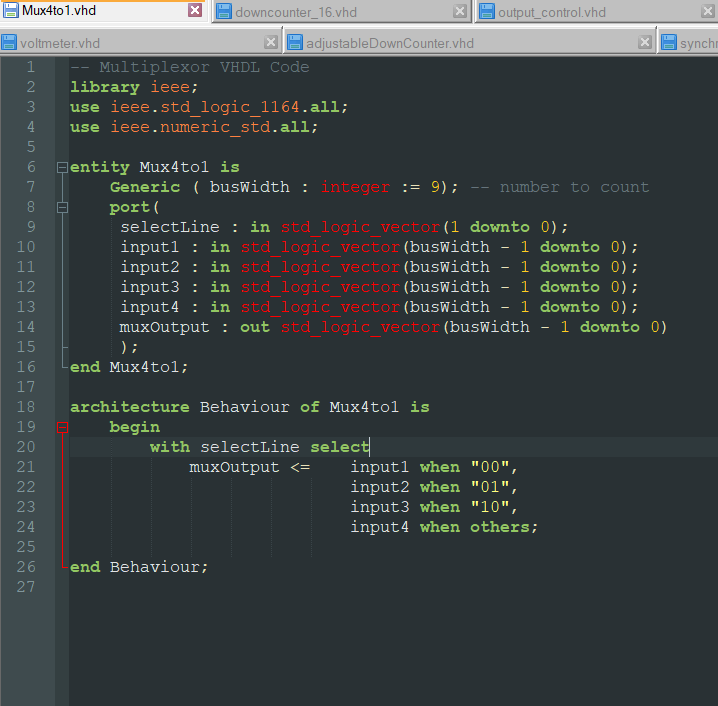 Mux4to1.vhd downcounter_16.vhd output_control.vhd
voltmeter.vhd adjustableDownCounter.vhd synchr
1 -- Multiplexor VHDL Code
2 library ieee;
3 use ieee.std_logic_1164.all;
4 use ieee.numeric_std.all;
5
6 entity Mux4to1 is
7 Generic ( busWidth : integer := 9); -- number to count
8 port(
9 selectLine : in std_logic_vector(1 downto 0);
10 input1 : in std_logic_vector(busWidth - 1 downto 0);
11 input2 : in std_logic_vector(busWidth - 1 downto 0);
12 input3 : in std_logic_vector(busWidth - 1 downto 0);
13 input4 : in std_logic_vector(busWidth - 1 downto 0);
14 muxOutput : out std_logic_vector(busWidth - 1 downto 0)
15 );
16 end Mux4to1;
17
18 architecture Behaviour of Mux4to1 is
19 begin
20 with selectLine select
21 muxOutput <= input1 when "00",
22 input2 when "01",
23 input3 when "10",
24 input4 when others;
25
26 end Behaviour;
27